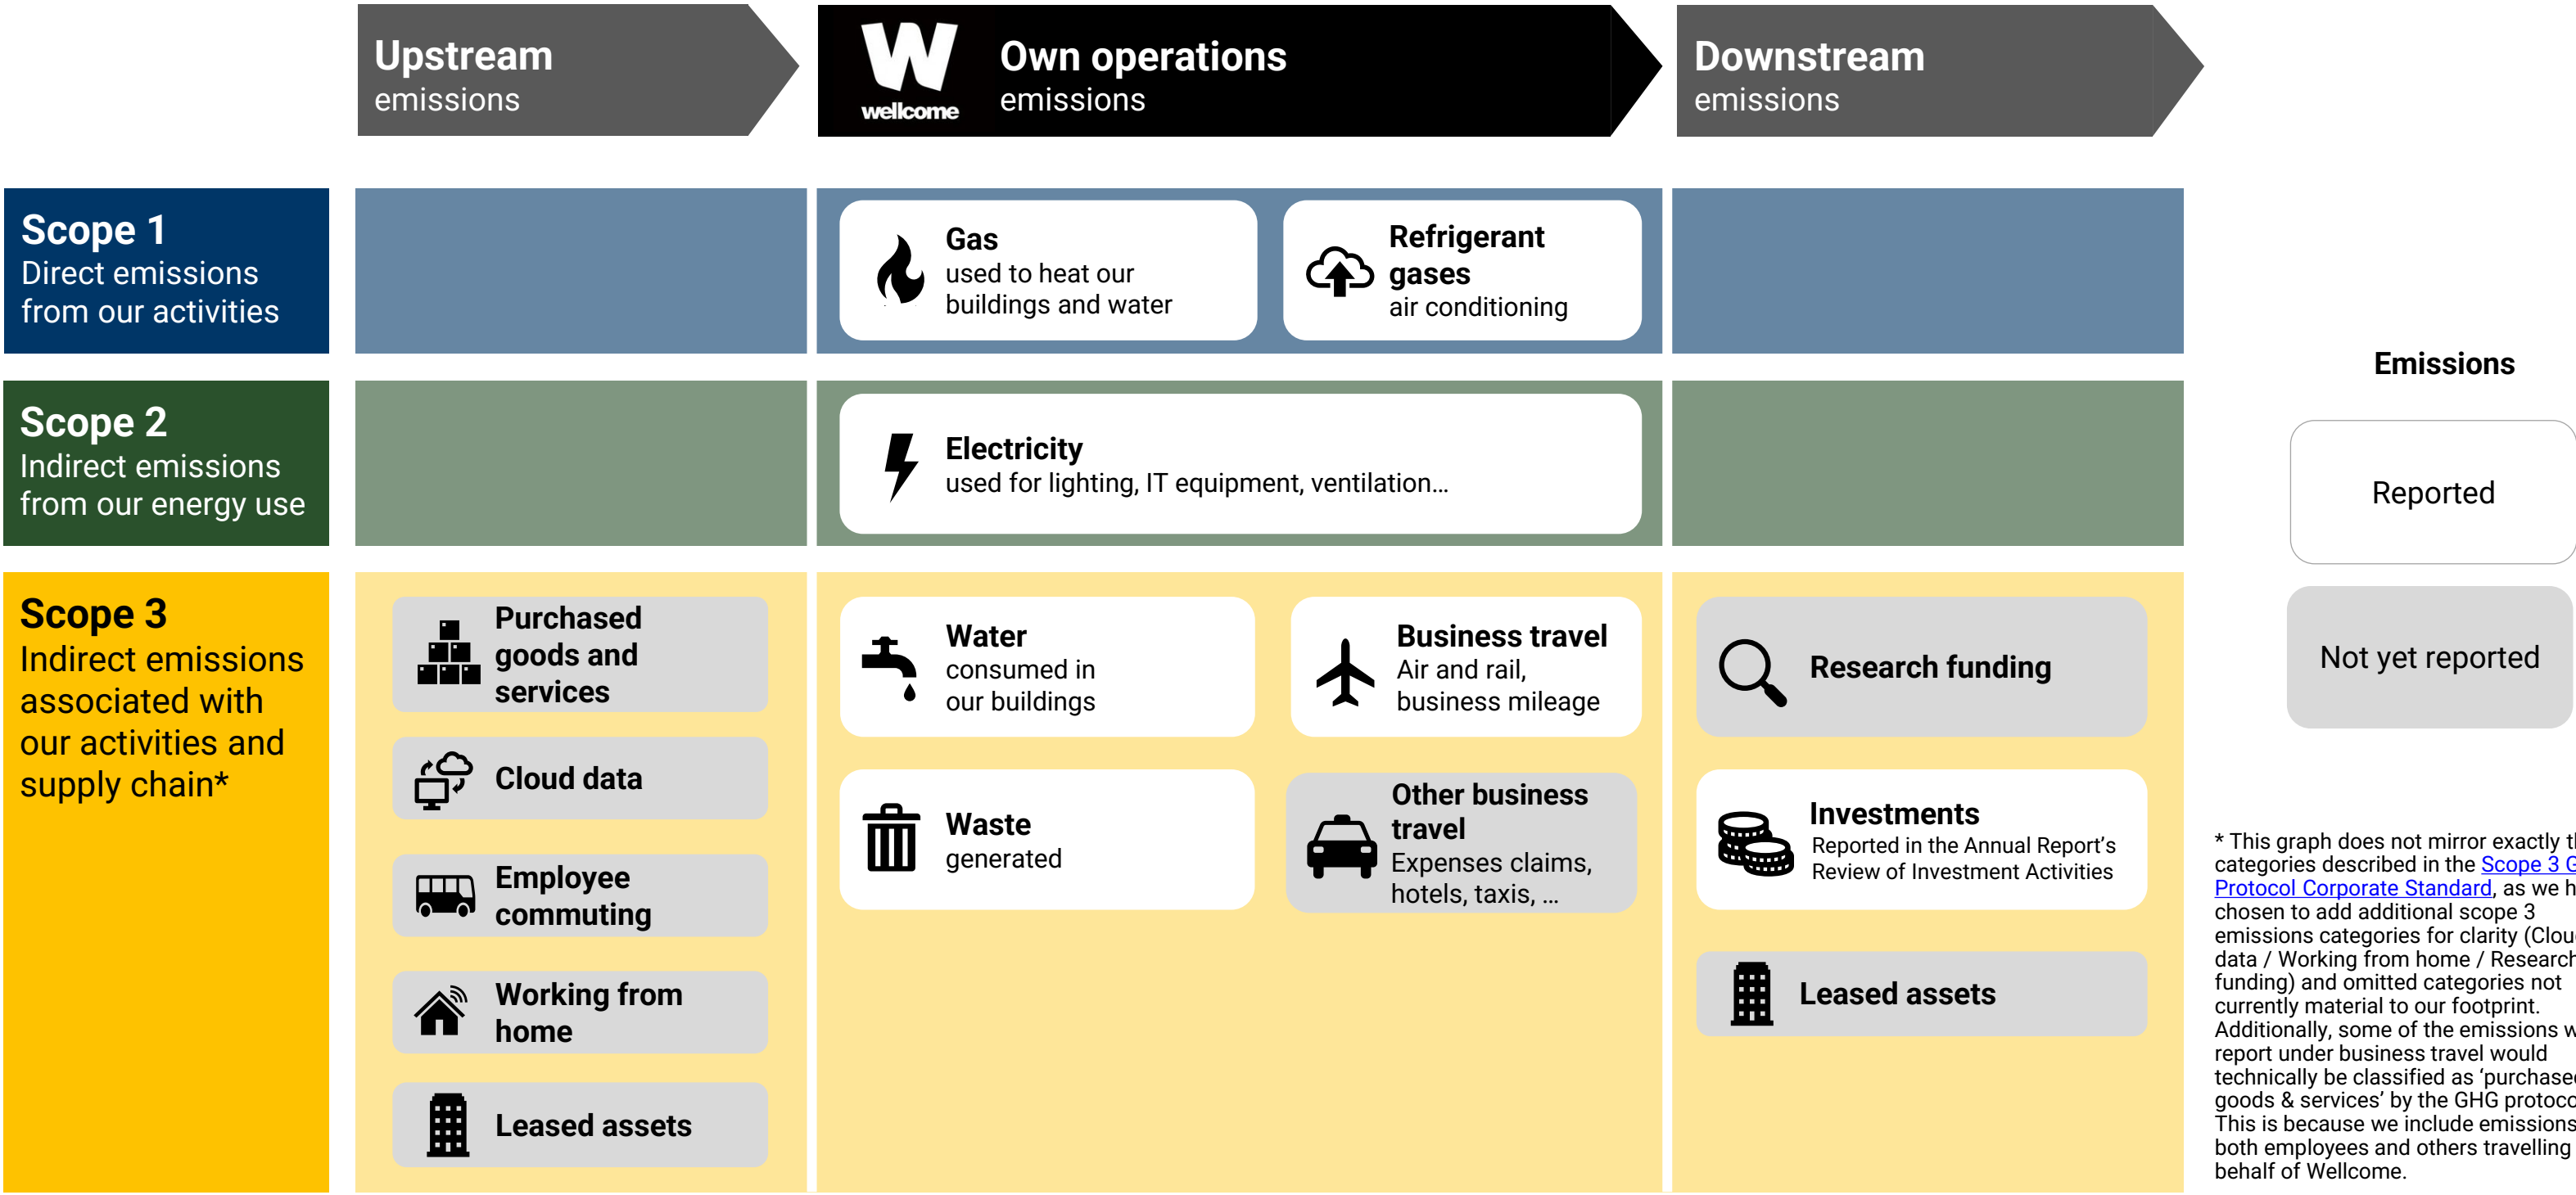 Upstream
emissions
wellcome
Own operations
emissions
Downstream
emissions
Scope 1
Direct emissions
from our activities
Gas
used to heat our
buildings and water
Refrigerant
gases
air conditioning
Scope 2
Indirect emissions
from our energy use
Electricity
used for lighting, IT equipment, ventilation…
Scope 3
Indirect emissions
associated with
our activities and
supply chain*
Purchased
goods and
services
Cloud data
Employee
commuting
Working from
home
Leased assets
Water
consumed in
our buildings
Business travel
Air and rail,
business mileage
Waste
generated
Other business
travel
Expenses claims,
hotels, taxis, …
Research funding
Investments
Reported in the Annual Report’s
Review of Investment Activities
Leased assets
Emissions
Reported
Not yet reported
* This graph does not mirror exactly
categories described in the Scope 3
Protocol Corporate Standard, as we
chosen to add additional scope 3
emissions categories for clarity
data / Working from home /
funding) and omitted categories not
currently material to our footprint.
Additionally, some of the emissions
report under business travel would
technically be classified as
goods & services’ by the GHG
This is because we include emissions
both employees and others travelling
behalf of Wellcome.